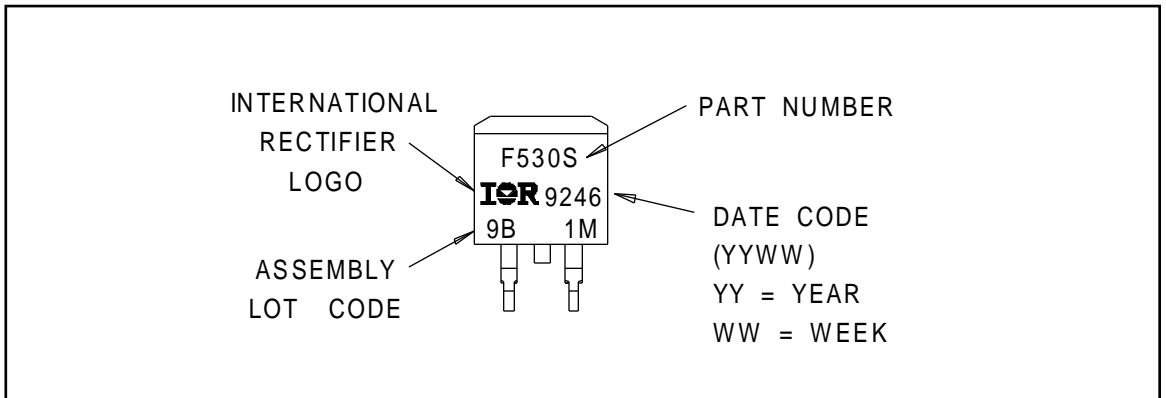 INTERNATIONAL
RECTIFIER
LOGO
ASSEMBLY
LOT CODE
F530S
IOR 9246
9B 1M
PART NUMBER
DATE CODE
(YYWW)
YY = YEAR
WW = WEEK